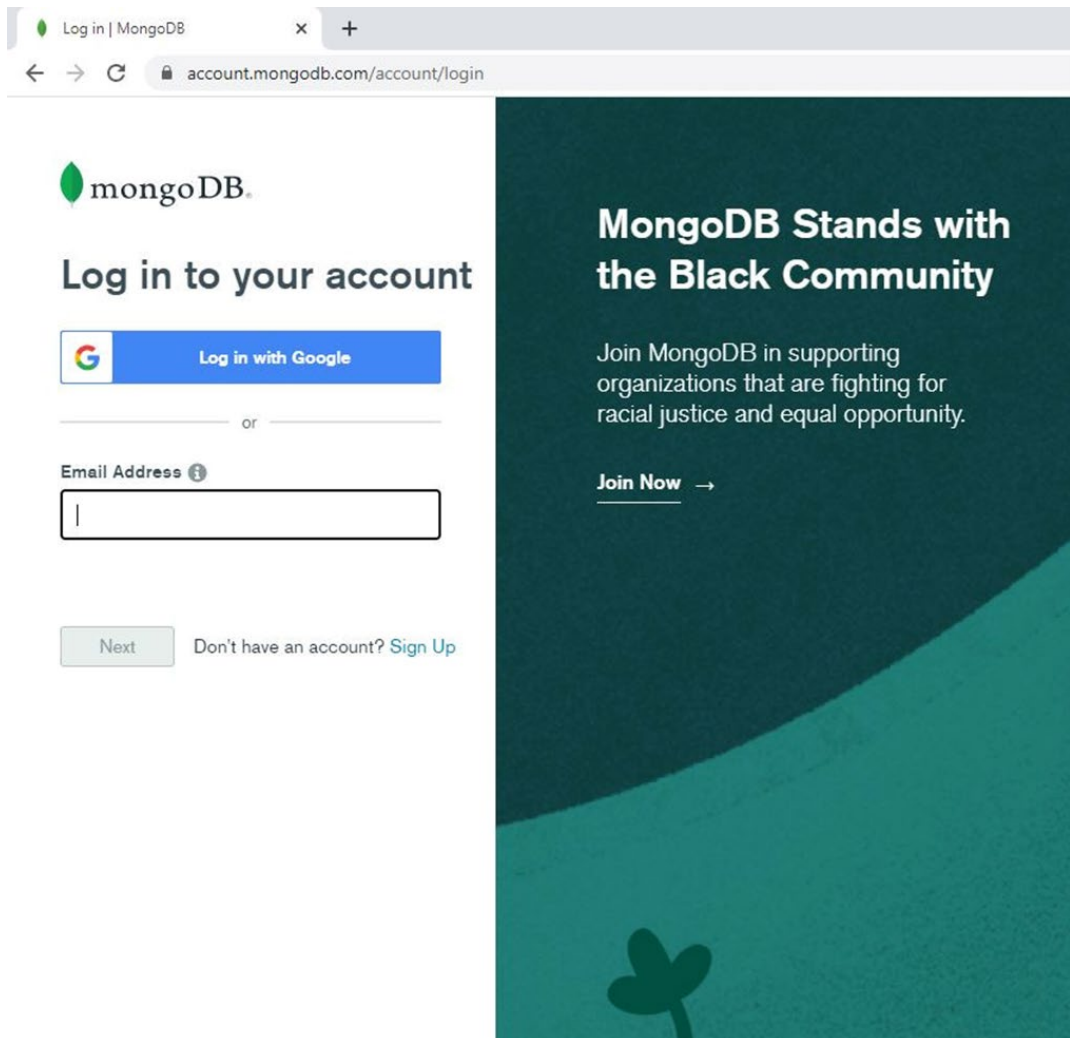 Log in | MongoDB
account.mongodb.com/account/login
mongoDB.
Log in to your account
Log in with Google
or
Email Address
Next
Don't have an account? Sign Up
MongoDB Stands with
the Black Community
Join MongoDB in supporting
organizations that are fighting for
racial justice and equal opportunity.
Join Now →